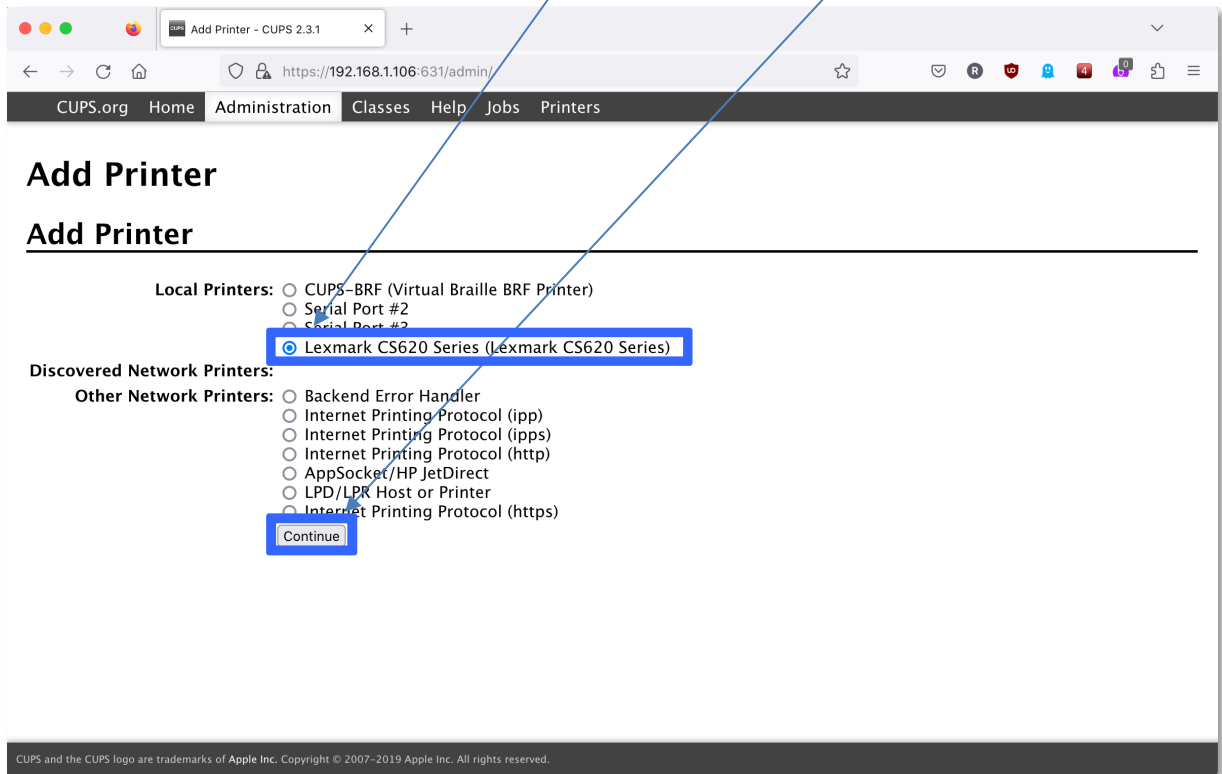 CUPS Add Printer - CUPS 2.3.1
https://192.168.1.106:631/admin/
R
4
0
CUPS.org Home Administration Classes Help Jobs Printers
Add Printer
Add Printer
Local Printers: CUPS-BRF (Virtual Braille BRF Printer)
Serial Port #2
Serial Port #3
Lexmark CS620 Series (Lexmark CS620 Series)
Discovered Network Printers:
Other Network Printers: Backend Error Handler
Internet Printing Protocol (ipp)
Internet Printing Protocol (ipps)
Internet Printing Protocol (http)
AppSocket/HP JetDirect
LPD/LPR Host or Printer
Internet Printing Protocol (https)
Continue
CUPS and the CUPS logo are trademarks of Apple Inc. Copyright © 2007-2019 Apple Inc. All rights reserved.